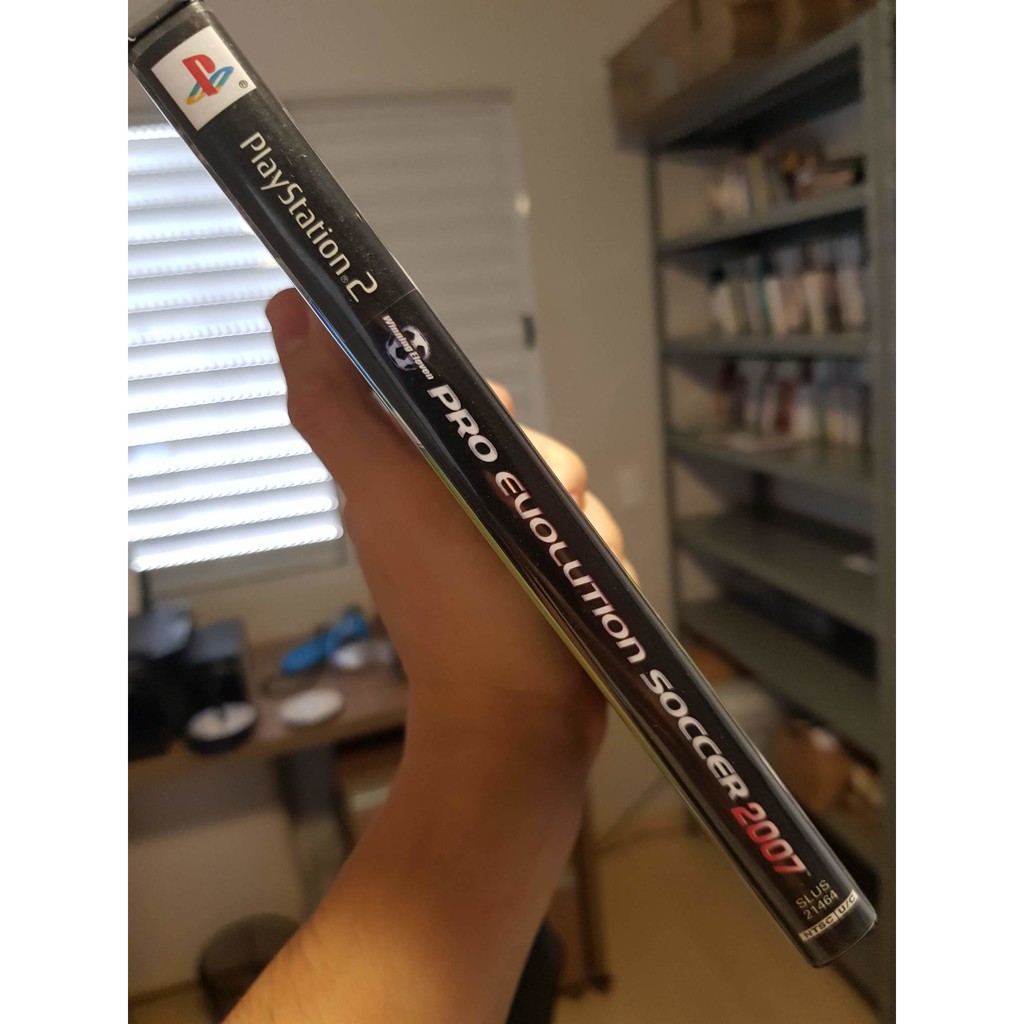 PlayStation®2
Winning Eleven
PRO EVOLUTION SOCCER 2007
SLUS
21464
NTSC U/C